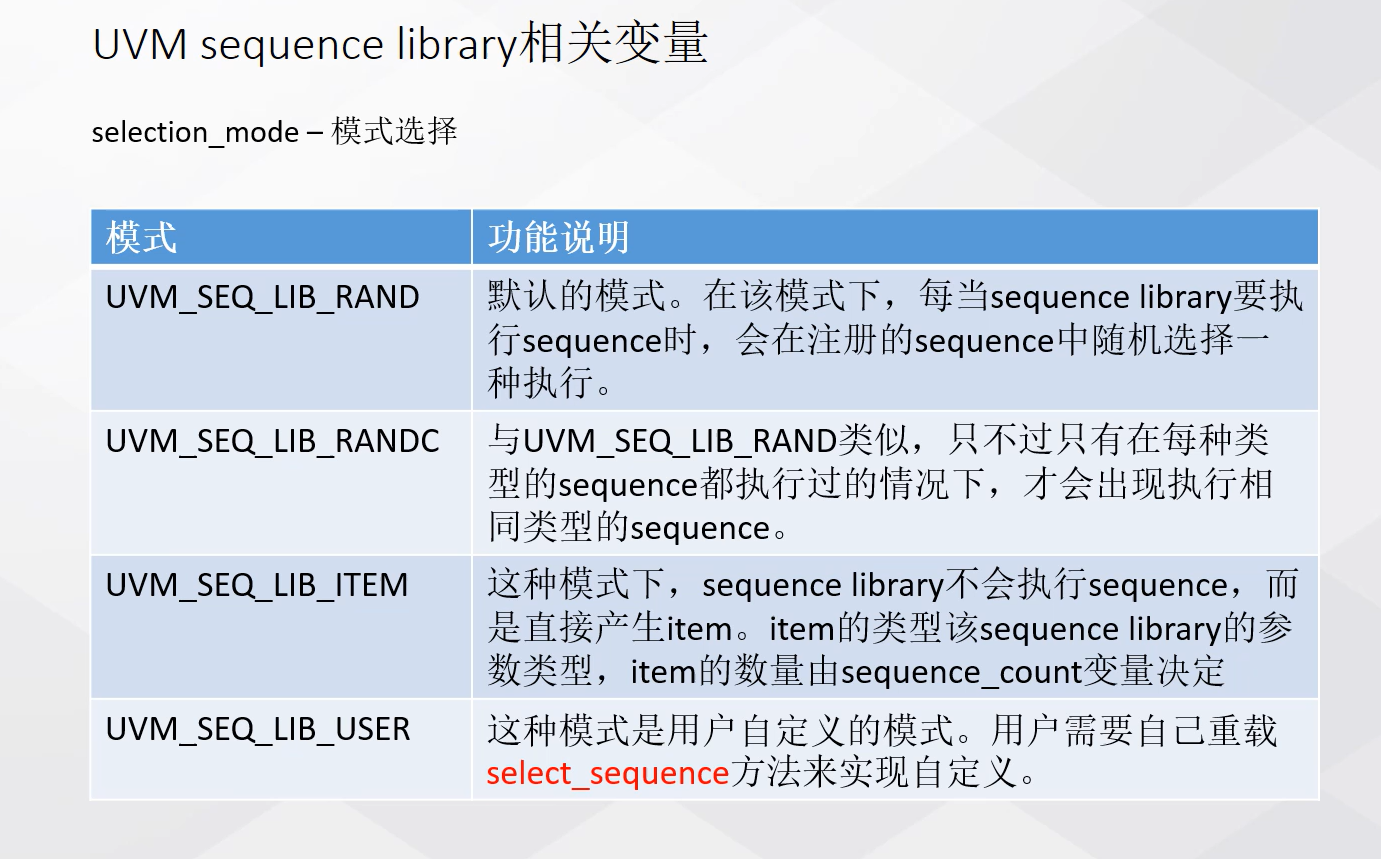 UVM sequence library相关变量
selection_mode – 模式选择
模式
功能说明
UVM_SEQ_LIB_RAND
默认的模式。在该模式下，每当sequence library要执
行sequence时，会在注册的sequence中随机选择一
种执行。
UVM_SEQ_LIB_RANDC
与UVM_SEQ_LIB_RAND类似，只不过只有在每种类
型的sequence都执行过的情况下，才会出现执行相
同类型的sequence。
UVM_SEQ_LIB_ITEM
这种模式下，sequence library不会执行sequence，而
是直接产生item。item的类型该sequence library的参
数类型，item的数量由sequence_count变量决定
UVM_SEQ_LIB_USER
这种模式是用户自定义的模式。用户需要自己重载
select_sequence方法来实现自定义。